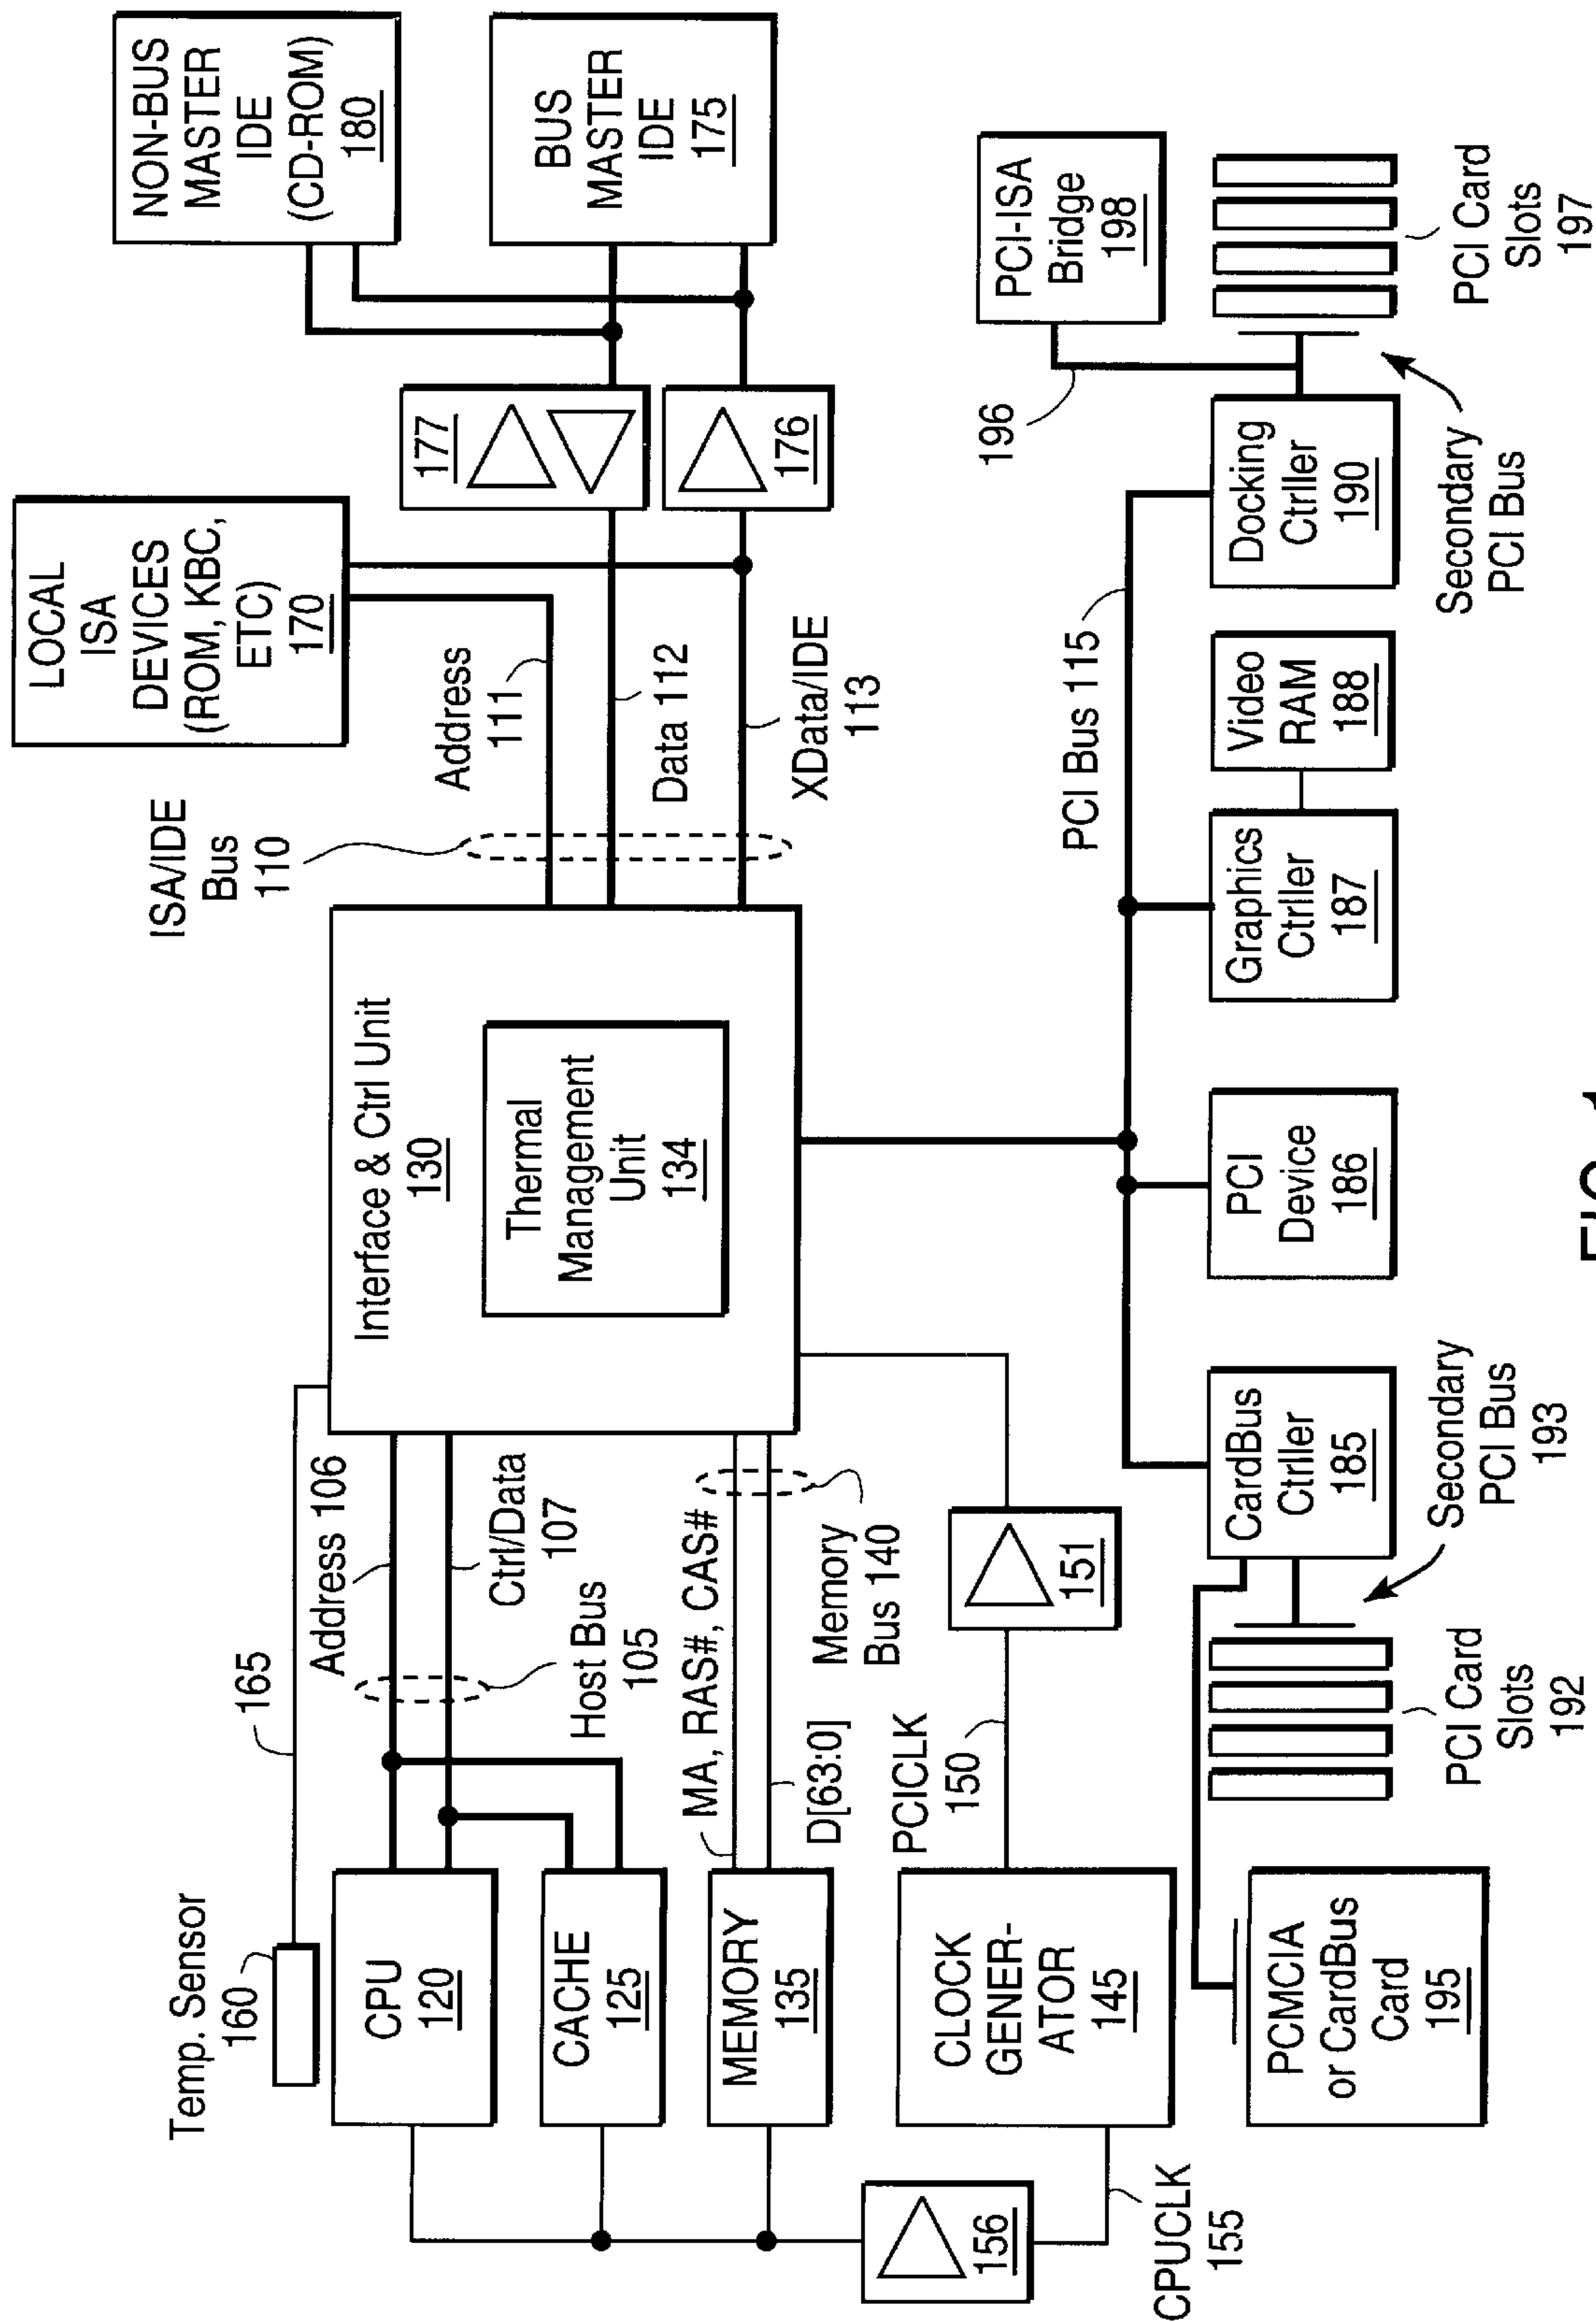 Temp. Sensor
160
165
CPU
120
CACHE
125
MEMORY
135
CLOCK
GENER-
ATOR
145
CPUCLK
155
156
Address 106
Ctrl/Data
107
Host Bus
105
MA, RAS#, CAS#
D[63:0]
Memory
Bus 140
PCICLK
150
151
Interface & Ctrl Unit
130
Thermal
Management
Unit
134
ISA/IDE
Bus
110
Address
111
Data 112
XData/IDE
113
LOCAL
ISA
DEVICES
(ROM, KBC,
ETC)
170
177
176
NON-BUS
MASTER
IDE
(CD-ROM)
180
BUS
MASTER
IDE
175
PCI Bus 115
PCMCIA
or CardBus
Card
195
PCI Card
Slots
192
Secondary
PCI Bus
193
CardBus
Ctrller
185
PCI
Device
186
Graphics
Ctrller
187
Video
RAM
188
Docking
Ctrller
190
Secondary
PCI Bus
196
PCI-ISA
Bridge
198
PCI Card
Slots
197